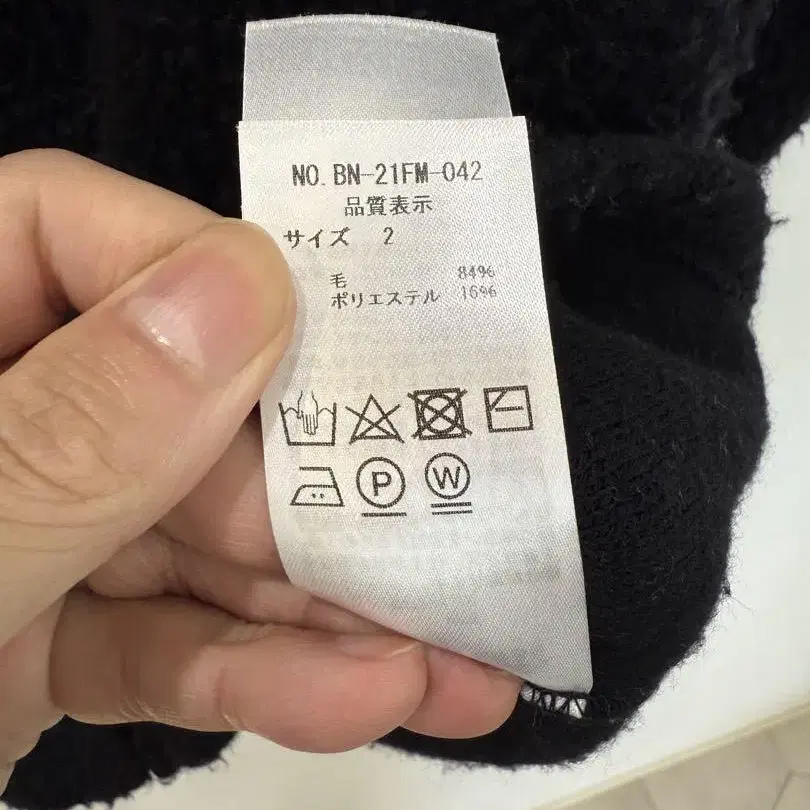 NO. BN-21FM-042
品質表示
サイズ 2
毛 84%
ポリエステル 16%
P W